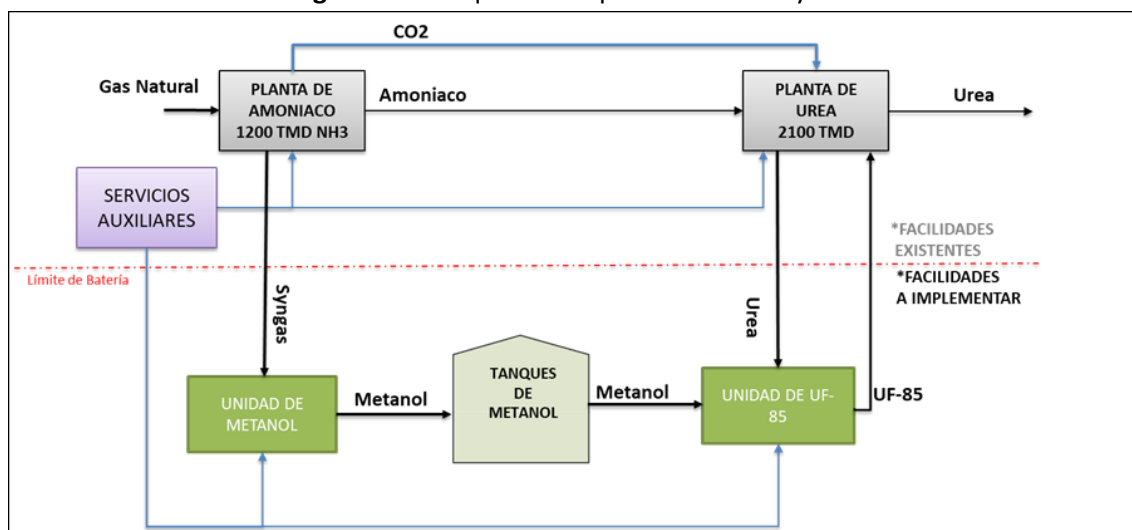 CO2
Gas Natural
PLANTA DE
AMONIACO
1200 TMD NH3
Amoniaco
PLANTA DE
UREA
2100 TMD
Urea
SERVICIOS
AUXILIARES
*FACILIDADES
EXISTENTES
Límite de Batería
*FACILIDADES
A IMPLEMENTAR
Syngas
Urea
UNIDAD DE
METANOL
Metanol
TANQUES
DE
METANOL
Metanol
UNIDAD DE UF-
85
UF-85